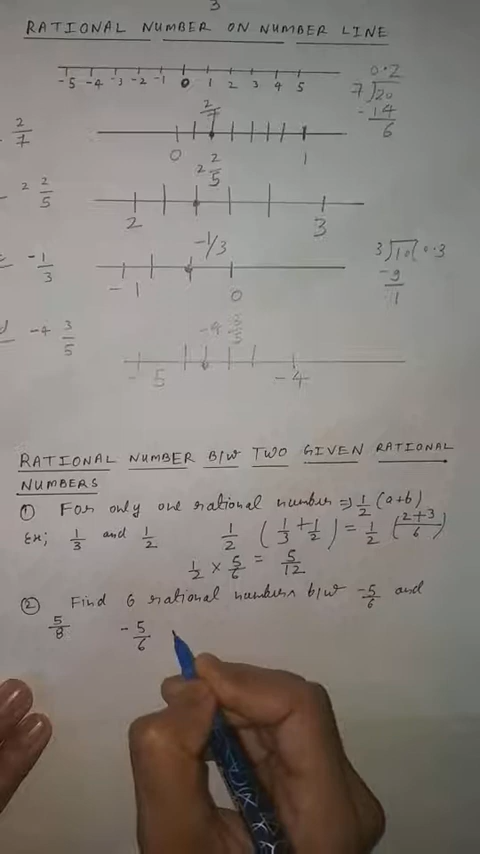 3
RATIONAL NUMBER ON NUMBER LINE
-5 -4 -3 -2 -1 0 1 2 3 4 5
0.2
7)20
-14
6
2/7
2/7
0 1
2 2/5
2 2/5
2 3
-1/3
-1/3
-1 0
3)10(0.3
-9
1
-4 3/5
-4 3/5
-5 -4
RATIONAL NUMBER B/W TWO GIVEN RATIONAL
NUMBERS
① For only one rational number ⇒ 1/2 (a+b)
Ex; 1/3 and 1/2 1/2 (1/3 + 1/2) = 1/2 (2+3/6)
1/2 × 5/6 = 5/12
② Find 6 rational numbers b/w -5/6 and
5/8 -5/6